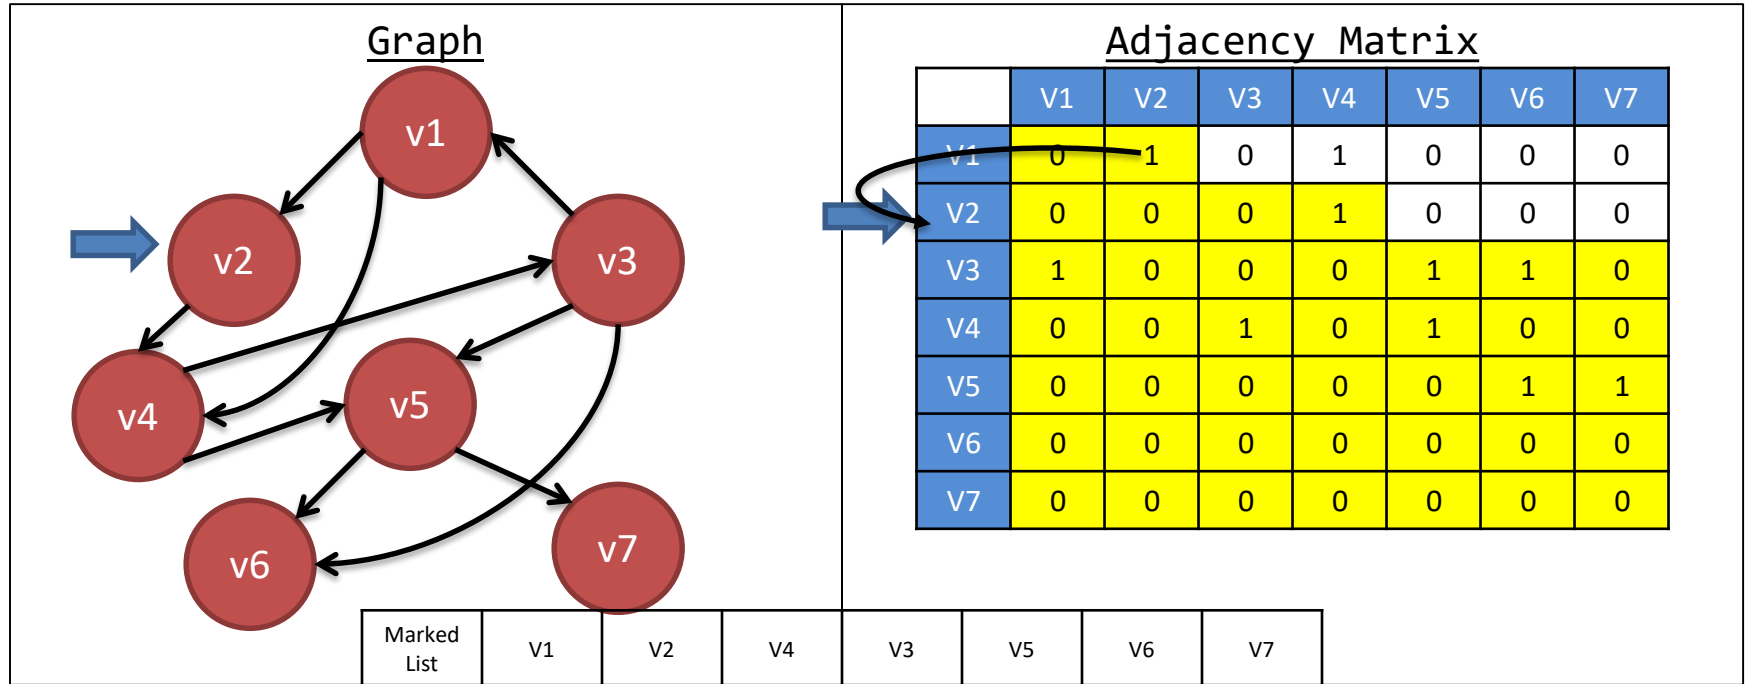 Graph
v1
v2
v3
v4
v5
v6
v7
Adjacency Matrix
V1 V2 V3 V4 V5 V6 V7
V1 0 1 0 1 0 0 0
V2 0 0 0 1 0 0 0
V3 1 0 0 0 1 1 0
V4 0 0 1 0 1 0 0
V5 0 0 0 0 0 1 1
V6 0 0 0 0 0 0 0
V7 0 0 0 0 0 0 0
Marked
List
V1 V2 V4 V3 V5 V6 V7